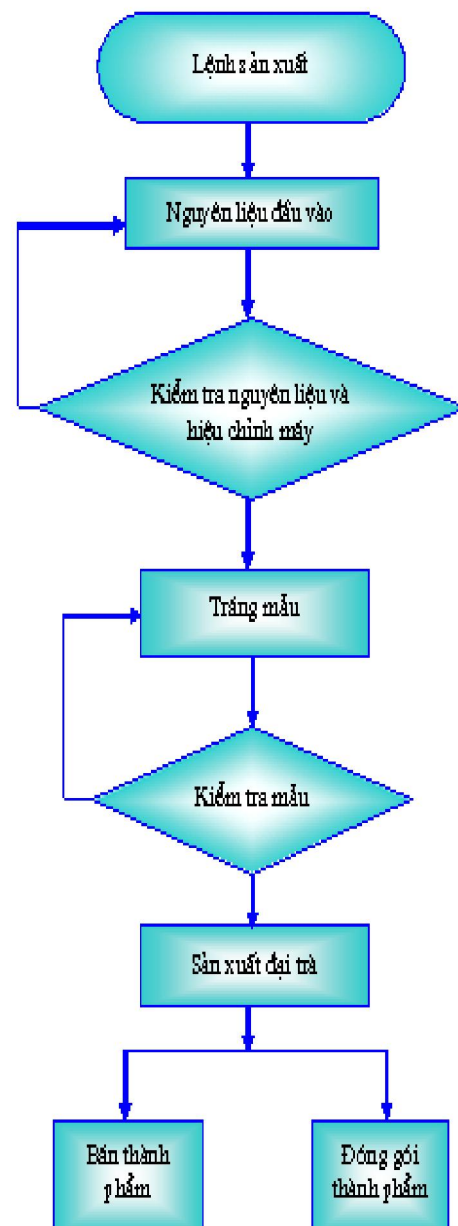 Lệnh sản xuất
Nguyên liệu đầu vào
Kiểm tra nguyên liệu và
hiệu chỉnh máy
Tráng mẫu
Kiểm tra mẫu
Sản xuất đại trà
Bán thành
phẩm
Đóng gói
thành phẩm